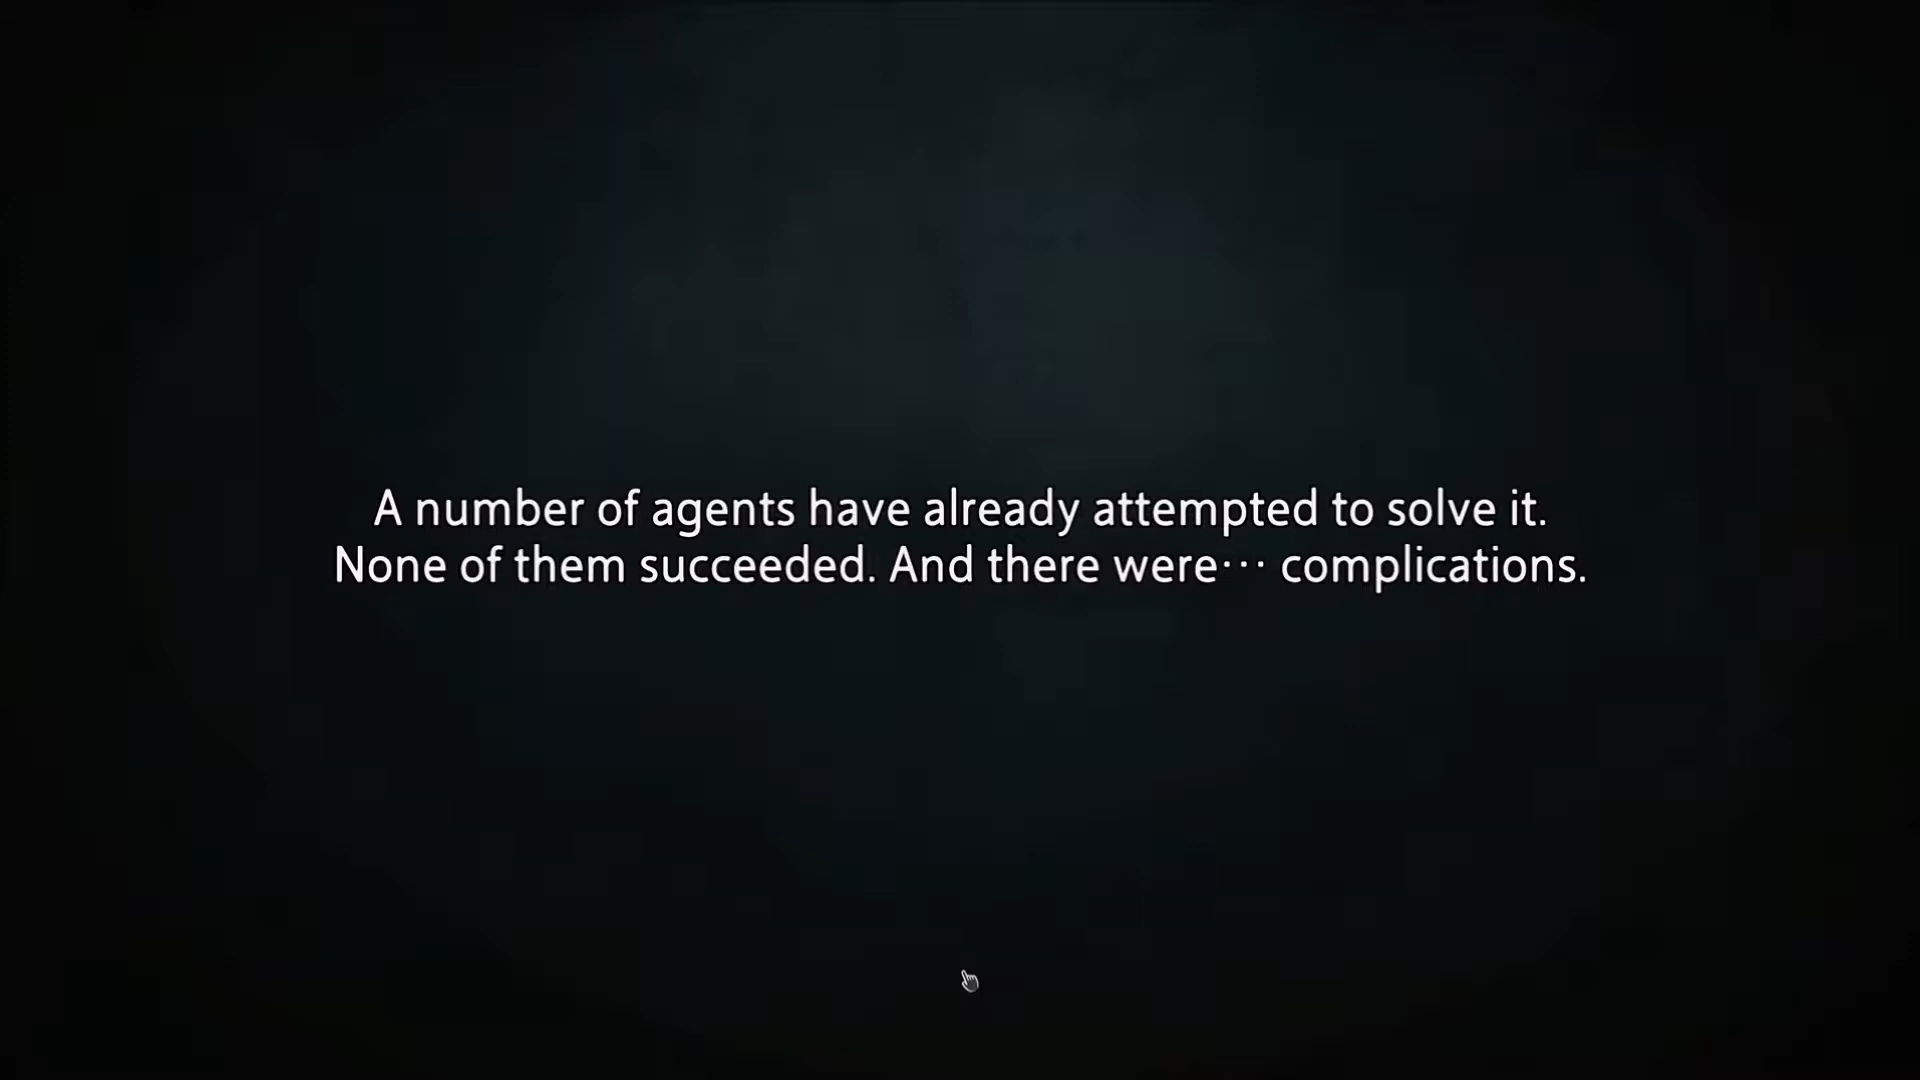 A number of agents have already attempted to solve it.
None of them succeeded. And there were··· complications.